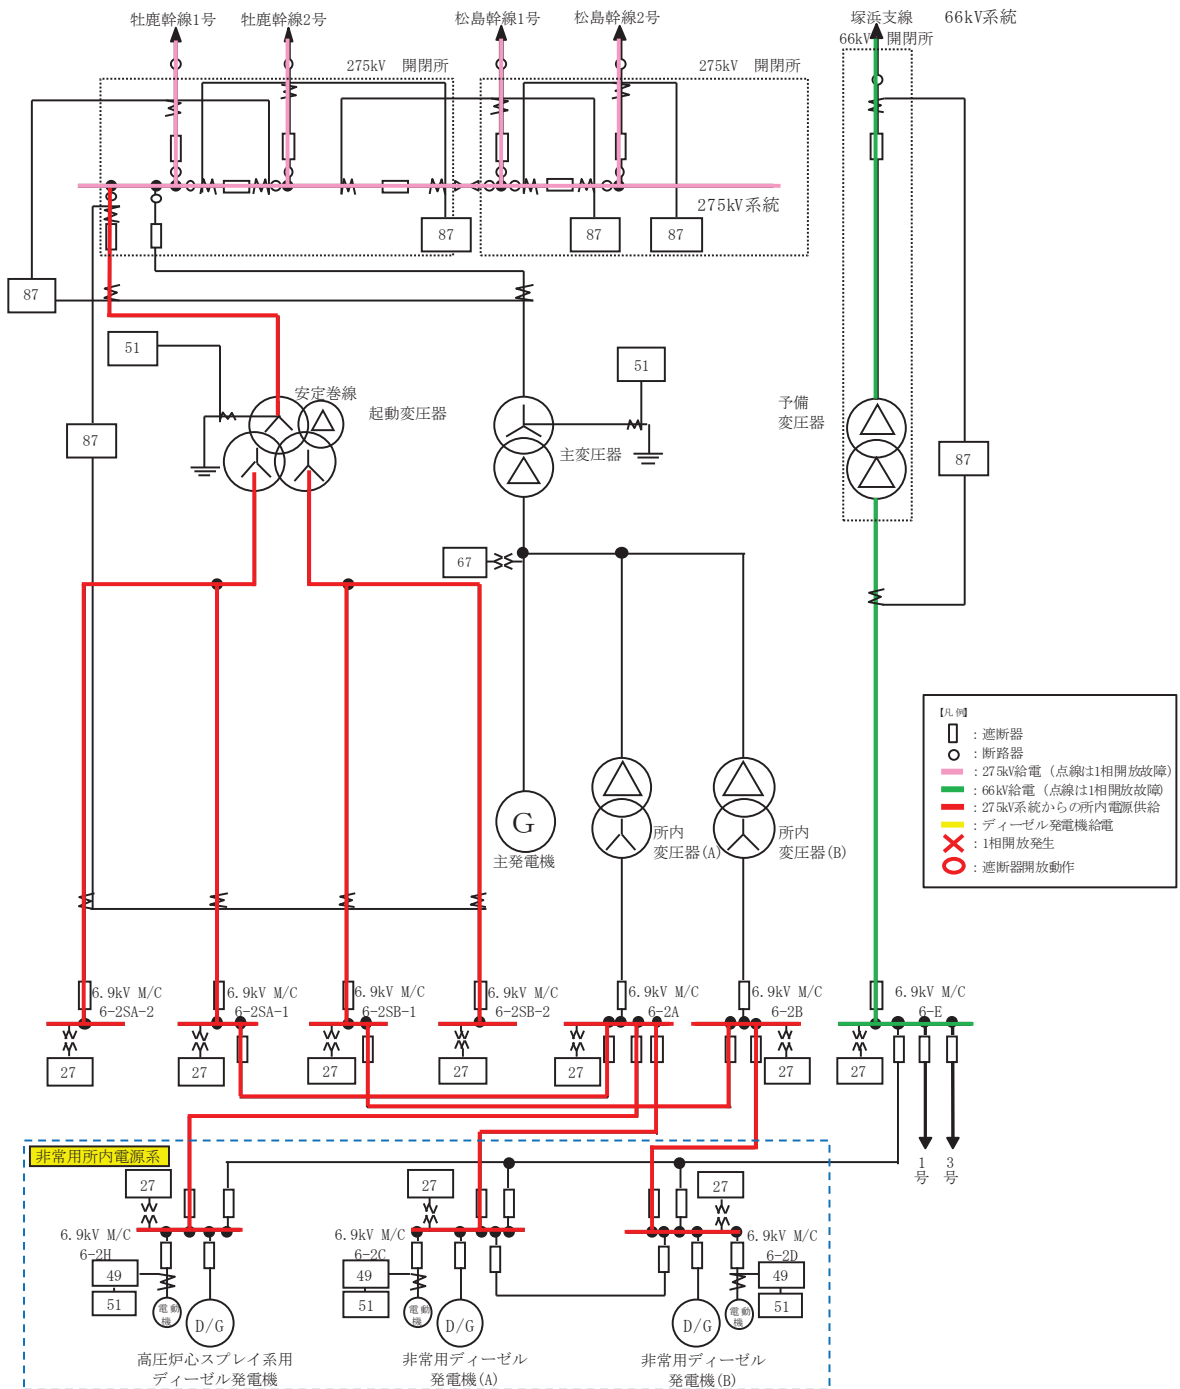 牡鹿幹線1号
牡鹿幹線2号
松島幹線1号
松島幹線2号
塚浜支線
66kV系統
66kV 開閉所
275kV 開閉所
275kV 開閉所
275kV系統
87
87
87
87
51
51
安定巻線
起動変圧器
予備
変圧器
87
主変圧器
87
67
【凡例】
：遮断器
：断路器
：275kV給電（点線は1相開放故障）
：66kV給電（点線は1相開放故障）
：275kV系統からの所内電源供給
：ディーゼル発電機給電
：1相開放発生
：遮断器開放動作
G
主発電機
所内
変圧器(A)
所内
変圧器(B)
6.9kV M/C
6-2SA-2
6.9kV M/C
6-2SA-1
6.9kV M/C
6-2SB-1
6.9kV M/C
6-2SB-2
6.9kV M/C
6-2A
6.9kV M/C
6-2B
6.9kV M/C
6-E
27
27
27
27
27
27
27
1
号
3
号
非常用所内電源系
27
27
27
6.9kV M/C
6-2H
6.9kV M/C
6-2C
6.9kV M/C
6-2D
49
51
49
51
49
51
電動
機
電動
機
電動
機
D/G
D/G
D/G
高圧炉心スプレイ系用
ディーゼル発電機
非常用ディーゼル
発電機(A)
非常用ディーゼル
発電機(B)